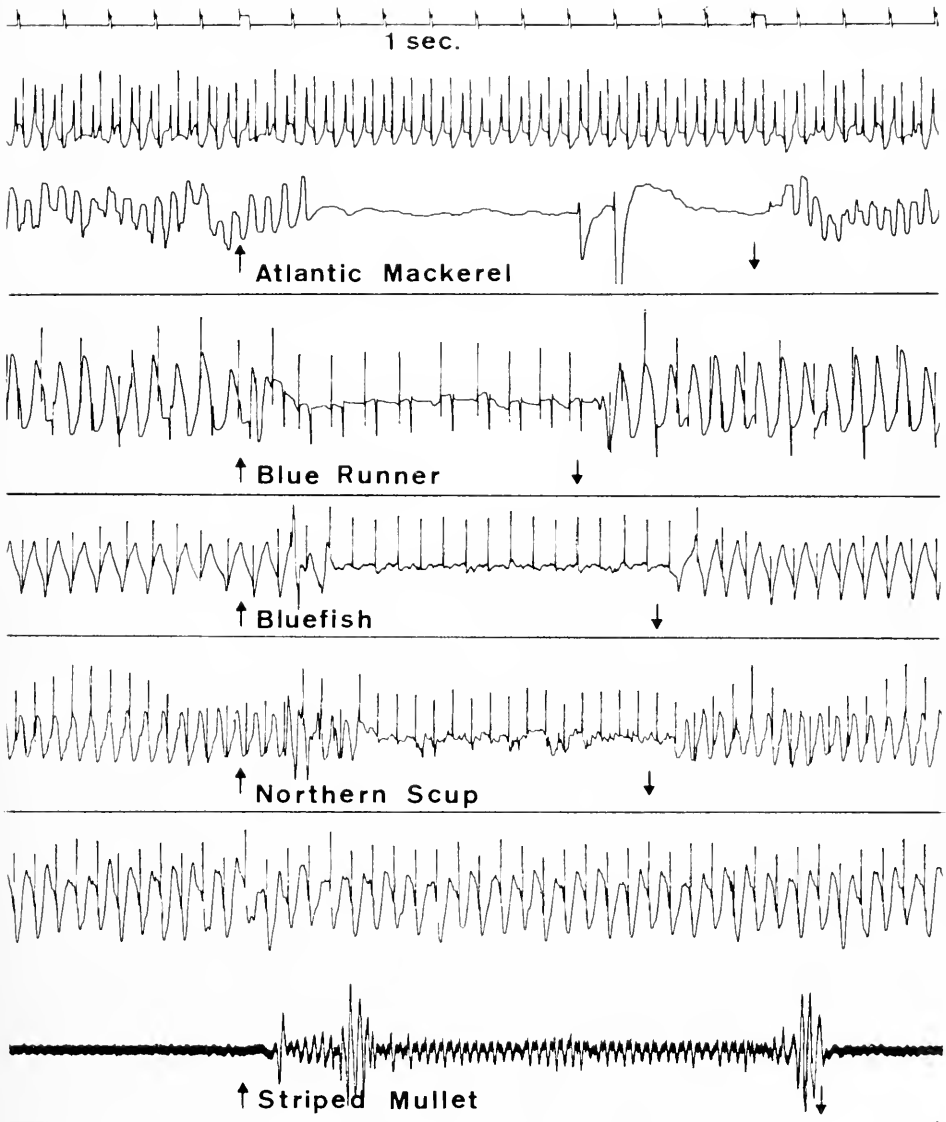 1 sec.
Atlantic Mackerel
Blue Runner
Bluefish
Northern Scup
Striped Mullet